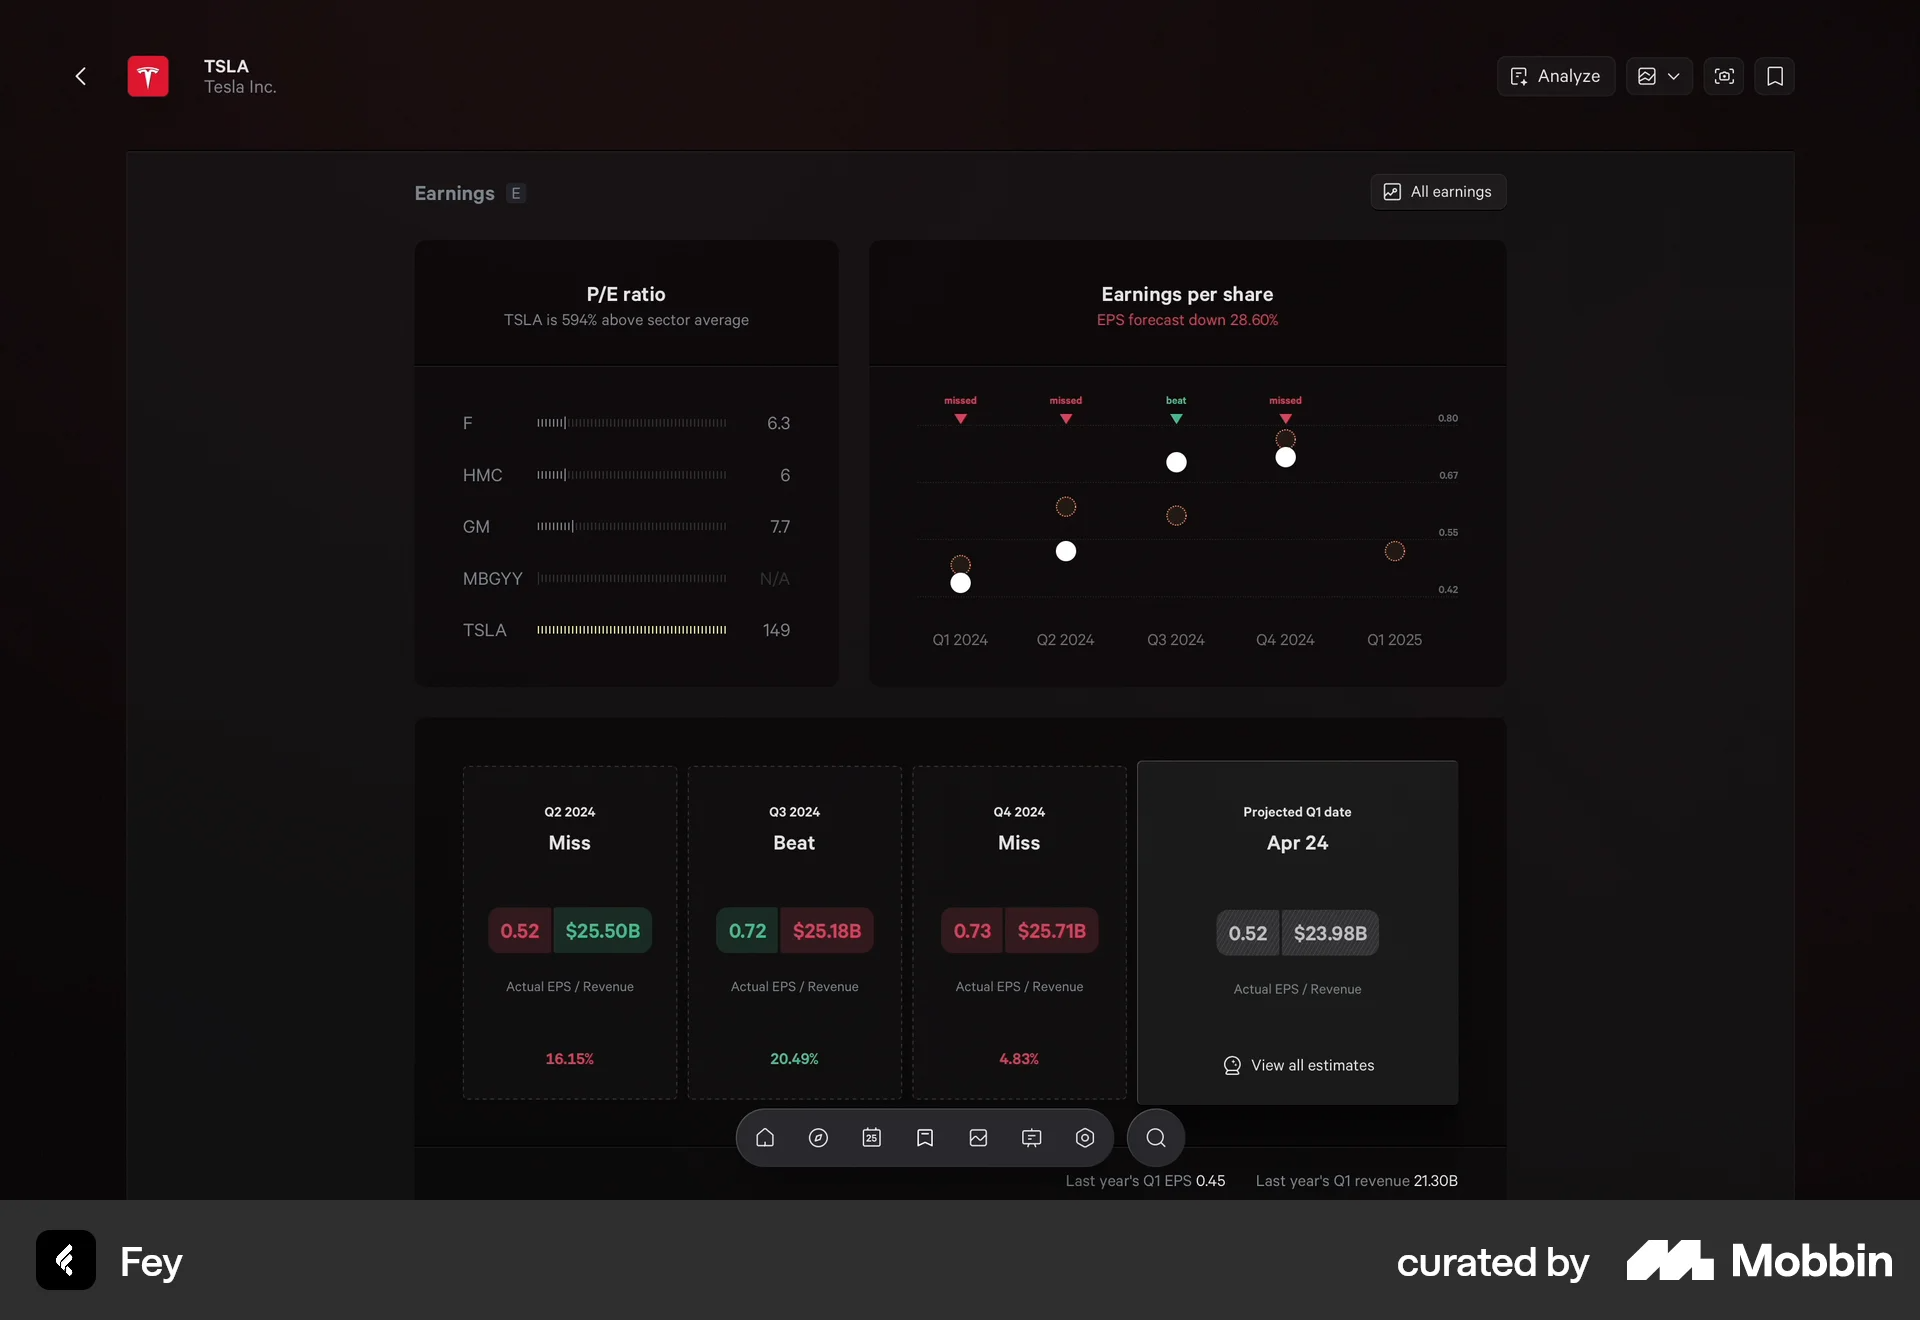 TSLA
Tesla Inc.
Analyze
Earnings E
All earnings
P/E ratio
TSLA is 594% above sector average
F 6.3
HMC 6
GM 7.7
MBGYY N/A
TSLA 149
Earnings per share
EPS forecast down 28.60%
missed missed beat missed
0.80
0.67
0.55
0.42
Q1 2024 Q2 2024 Q3 2024 Q4 2024 Q1 2025
Q2 2024
Miss
0.52 $25.50B
Actual EPS / Revenue
16.15%
Q3 2024
Beat
0.72 $25.18B
Actual EPS / Revenue
20.49%
Q4 2024
Miss
0.73 $25.71B
Actual EPS / Revenue
4.83%
Projected Q1 date
Apr 24
0.52 $23.98B
Actual EPS / Revenue
View all estimates
25
Last year's Q1 EPS 0.45 Last year's Q1 revenue 21.30B
Fey
curated by Mobbin